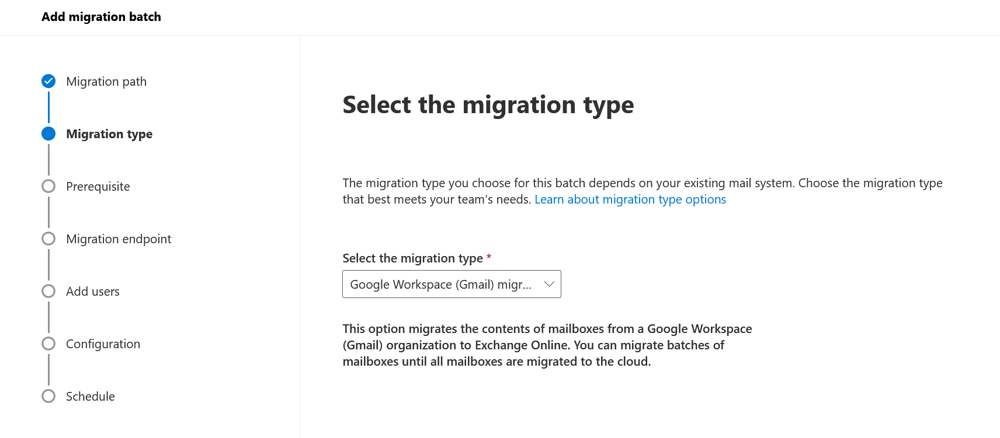 Add migration batch
Migration path
Migration type
Prerequisite
Migration endpoint
Add users
Configuration
Schedule
Select the migration type
The migration type you choose for this batch depends on your existing mail system. Choose the migration type
that best meets your team’s needs. Learn about migration type options
Select the migration type *
Google Workspace (Gmail) migr...
This option migrates the contents of mailboxes from a Google Workspace
(Gmail) organization to Exchange Online. You can migrate batches of
mailboxes until all mailboxes are migrated to the cloud.